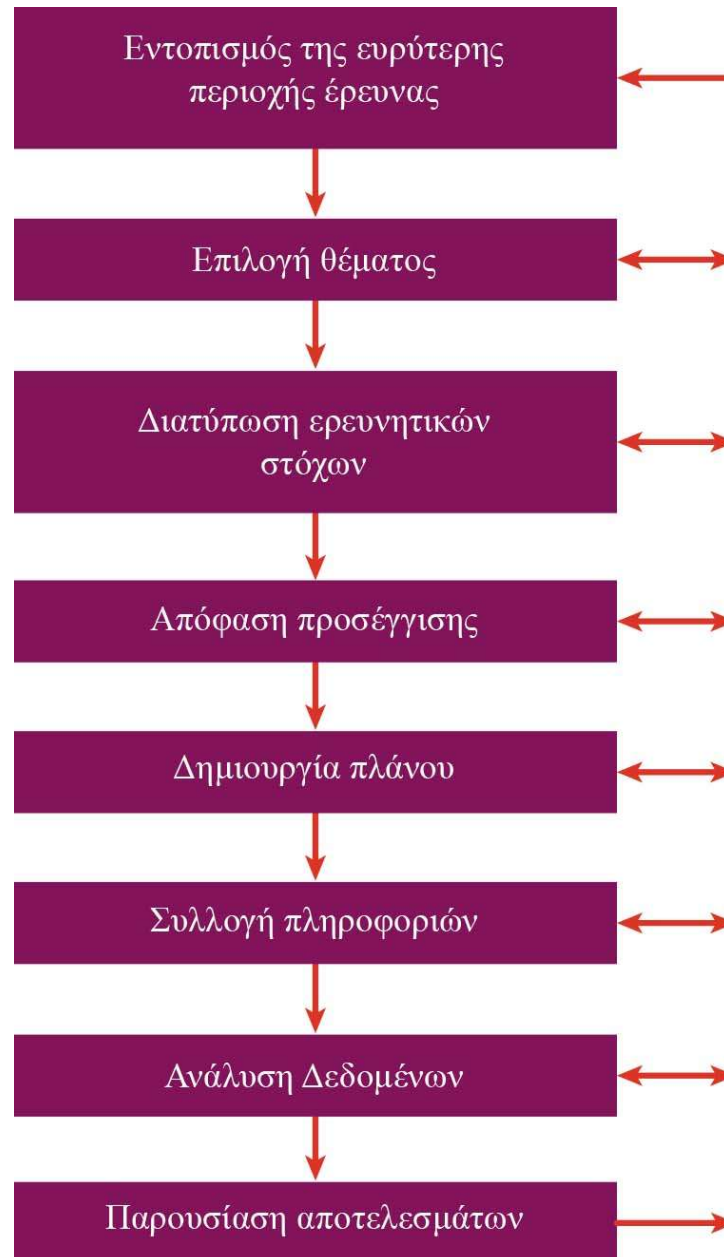 Εντοπισμός της ευρύτερης
περιοχής έρευνας
Επιλογή θέματος
Διατύπωση ερευνητικών
στόχων
Απόφαση προσέγγισης
Δημιουργία πλάνου
Συλλογή πληροφοριών
Ανάλυση Δεδομένων
Παρουσίαση αποτελεσμάτων